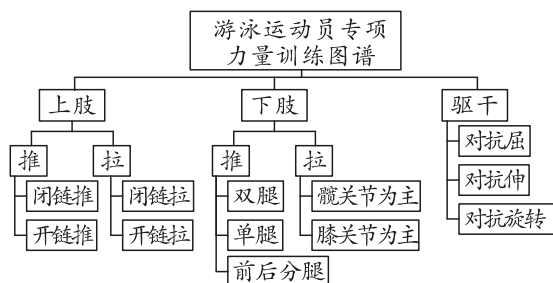 游泳运动员专项
力量训练图谱
上肢
下肢
驱干
推
拉
推
拉
对抗屈
闭链推
闭链拉
双腿
髋关节为主
对抗伸
开链推
开链拉
单腿
膝关节为主
对抗旋转
前后分腿